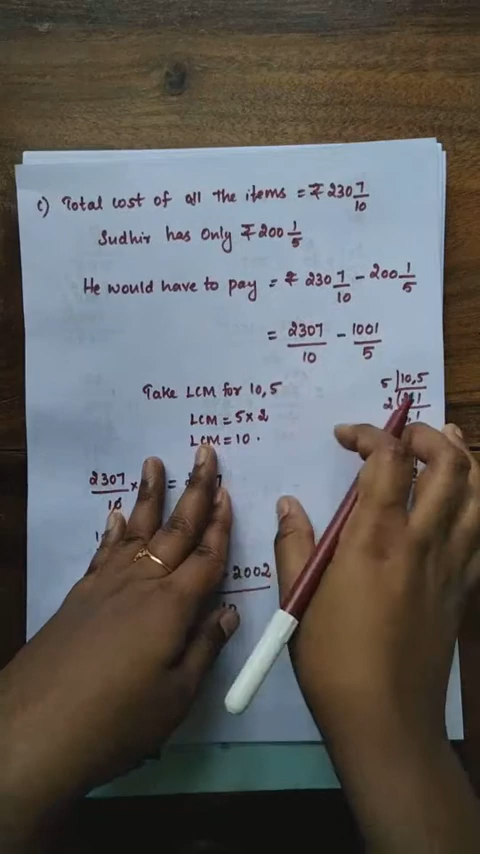 c) Total cost of all the items = ₹ 230 7/10
Sudhir has Only ₹ 200 1/5
He would have to pay = ₹ 230 7/10 - 200 1/5
= 2307/10 - 1001/5
Take LCM for 10,5
5 | 10,5
LCM = 5×2
2
LCM = 10.
2307/10 ×
=
- 2002